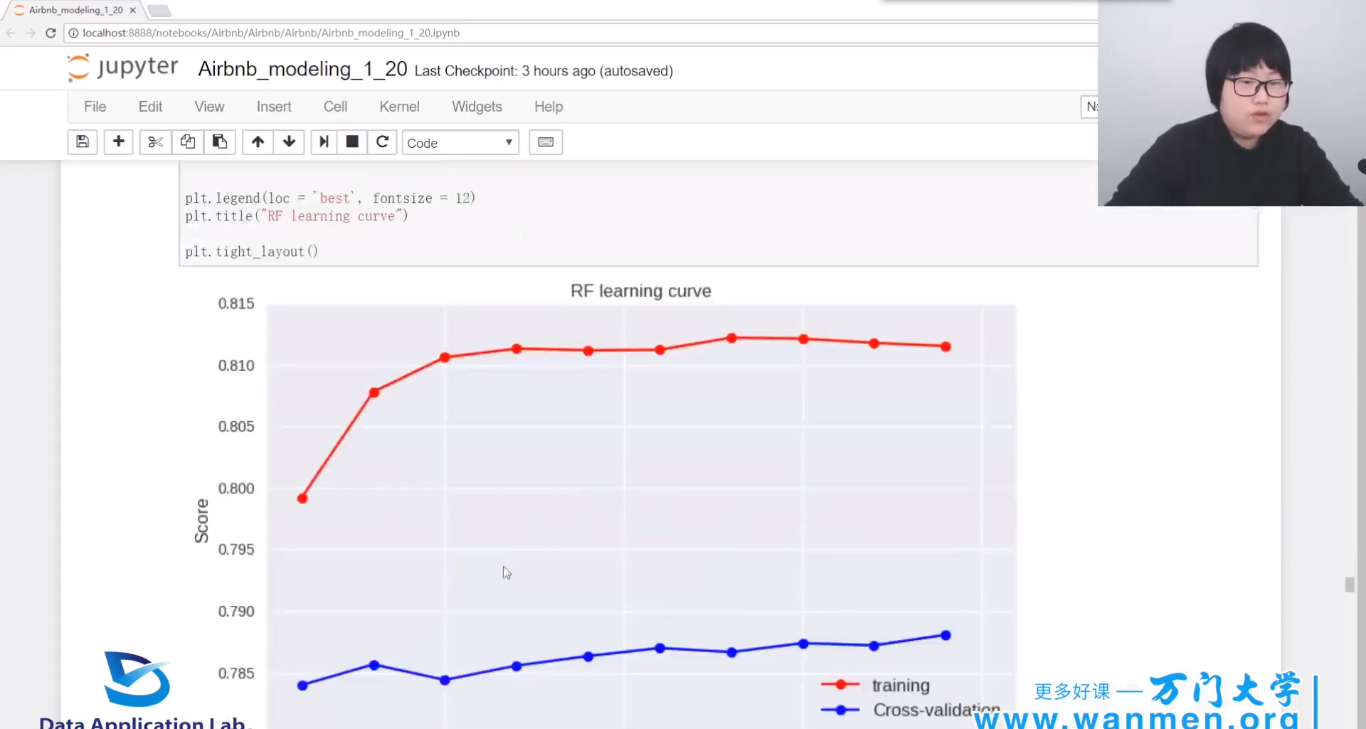 Airbnb_modeling_1_20
localhost:8888/notebooks/Airbnb/Airbnb/Airbnb/Airbnb_modeling_1_20.ipynb
jupyter Airbnb_modeling_1_20 Last Checkpoint: 3 hours ago (autosaved)
File Edit View Insert Cell Kernel Widgets Help
Code
plt.legend(loc = 'best', fontsize = 12)
plt.title("RF learning curve")
plt.tight_layout()
RF learning curve
0.815
0.810
0.805
0.800
0.795
0.790
0.785
Score
training
Cross-validation
Data Application Lab
更多好课 — 万门大学
www.wanmen.org